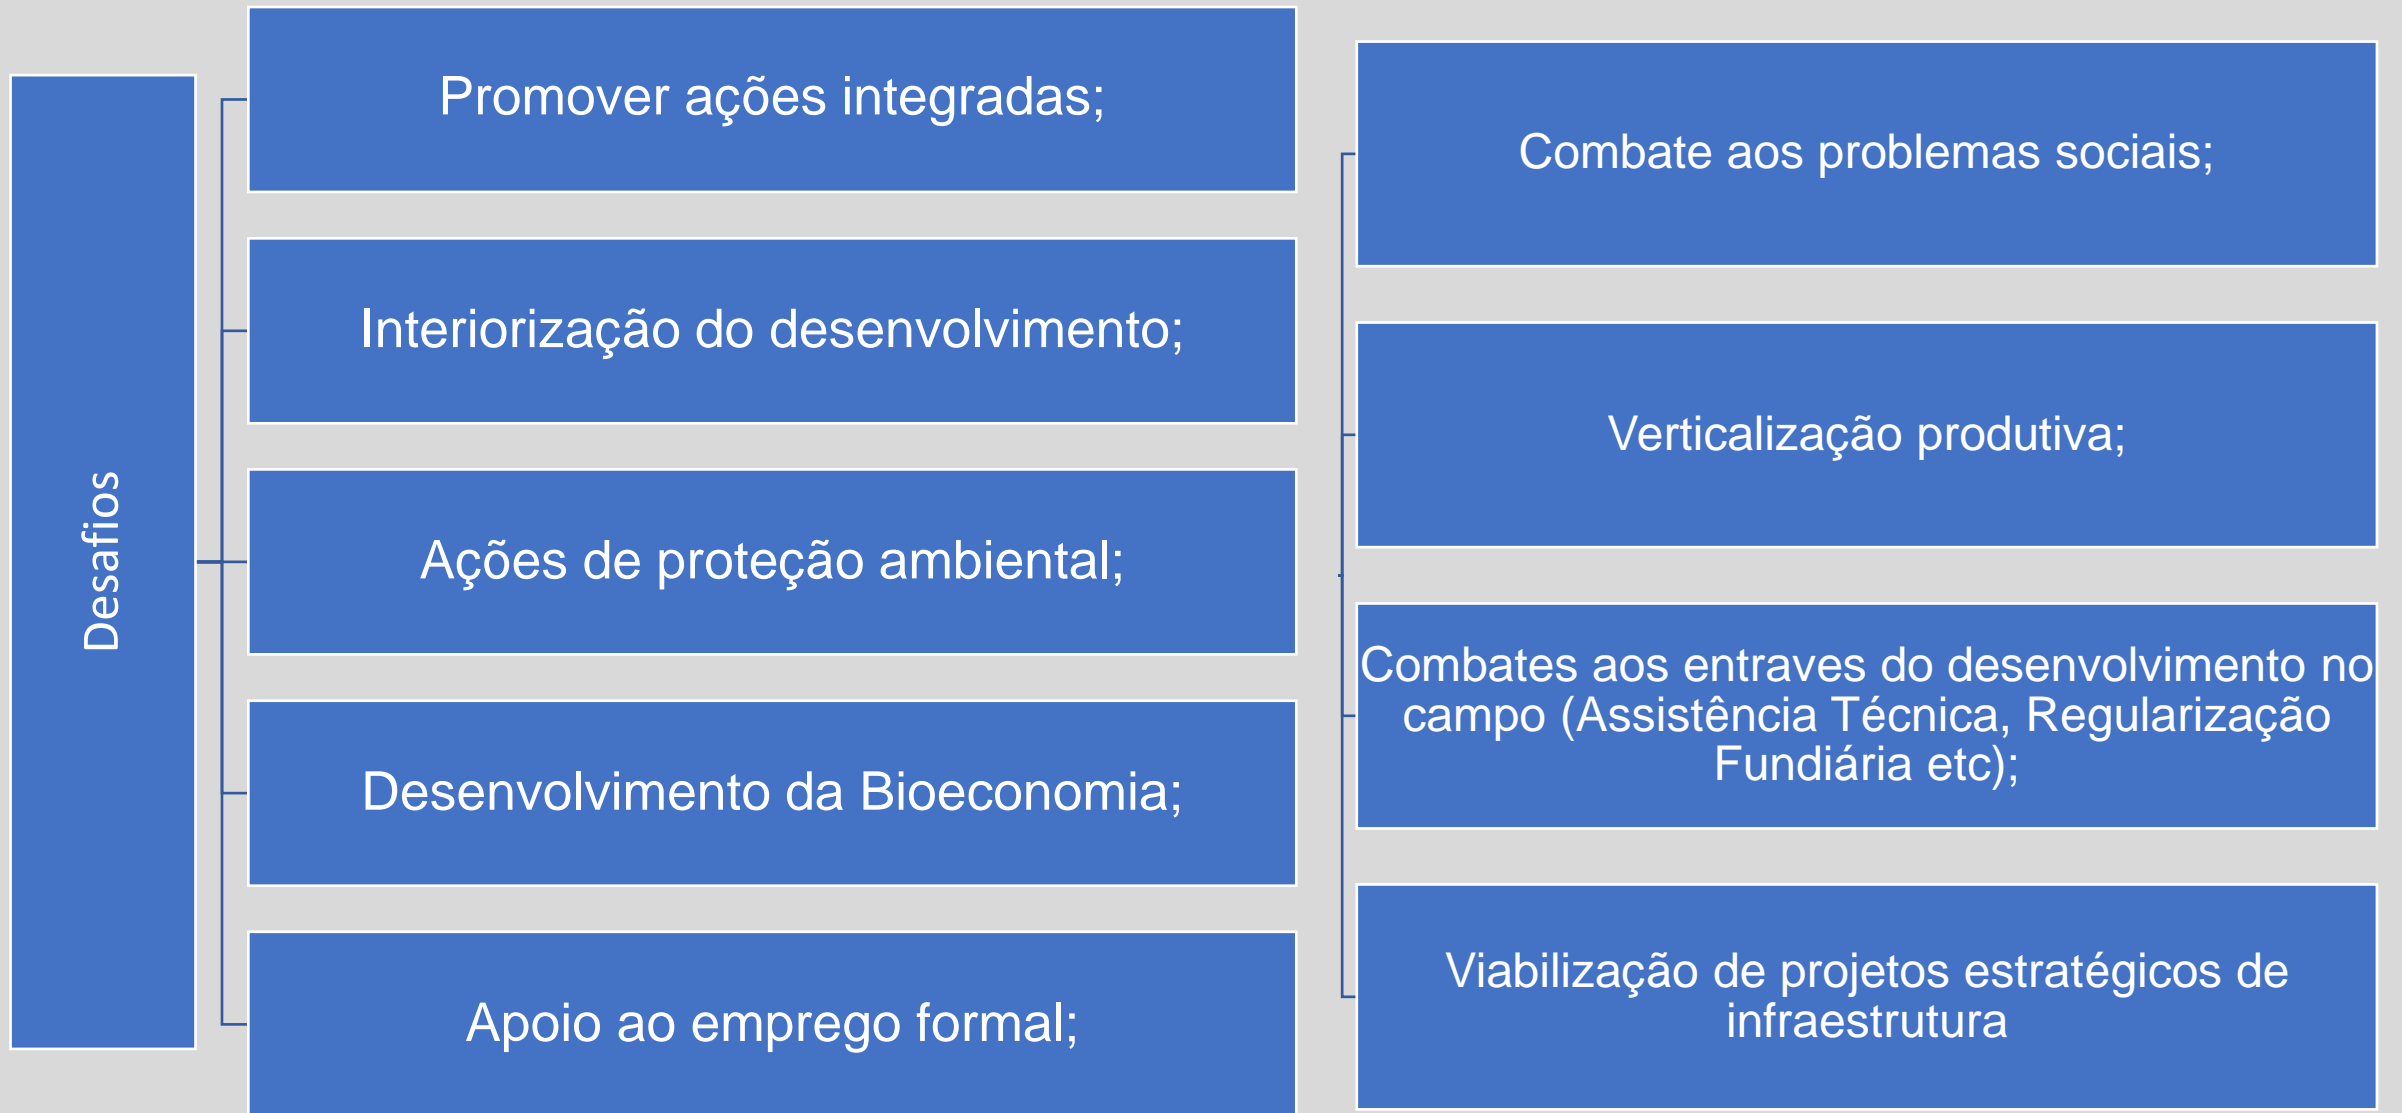 Desafios
Promover ações integradas;
Interiorização do desenvolvimento;
Ações de proteção ambiental;
Desenvolvimento da Bioeconomia;
Apoio ao emprego formal;
Combate aos problemas sociais;
Verticalização produtiva;
Combates aos entraves do desenvolvimento no
campo (Assistência Técnica, Regularização
Fundiária etc);
Viabilização de projetos estratégicos de
infraestrutura